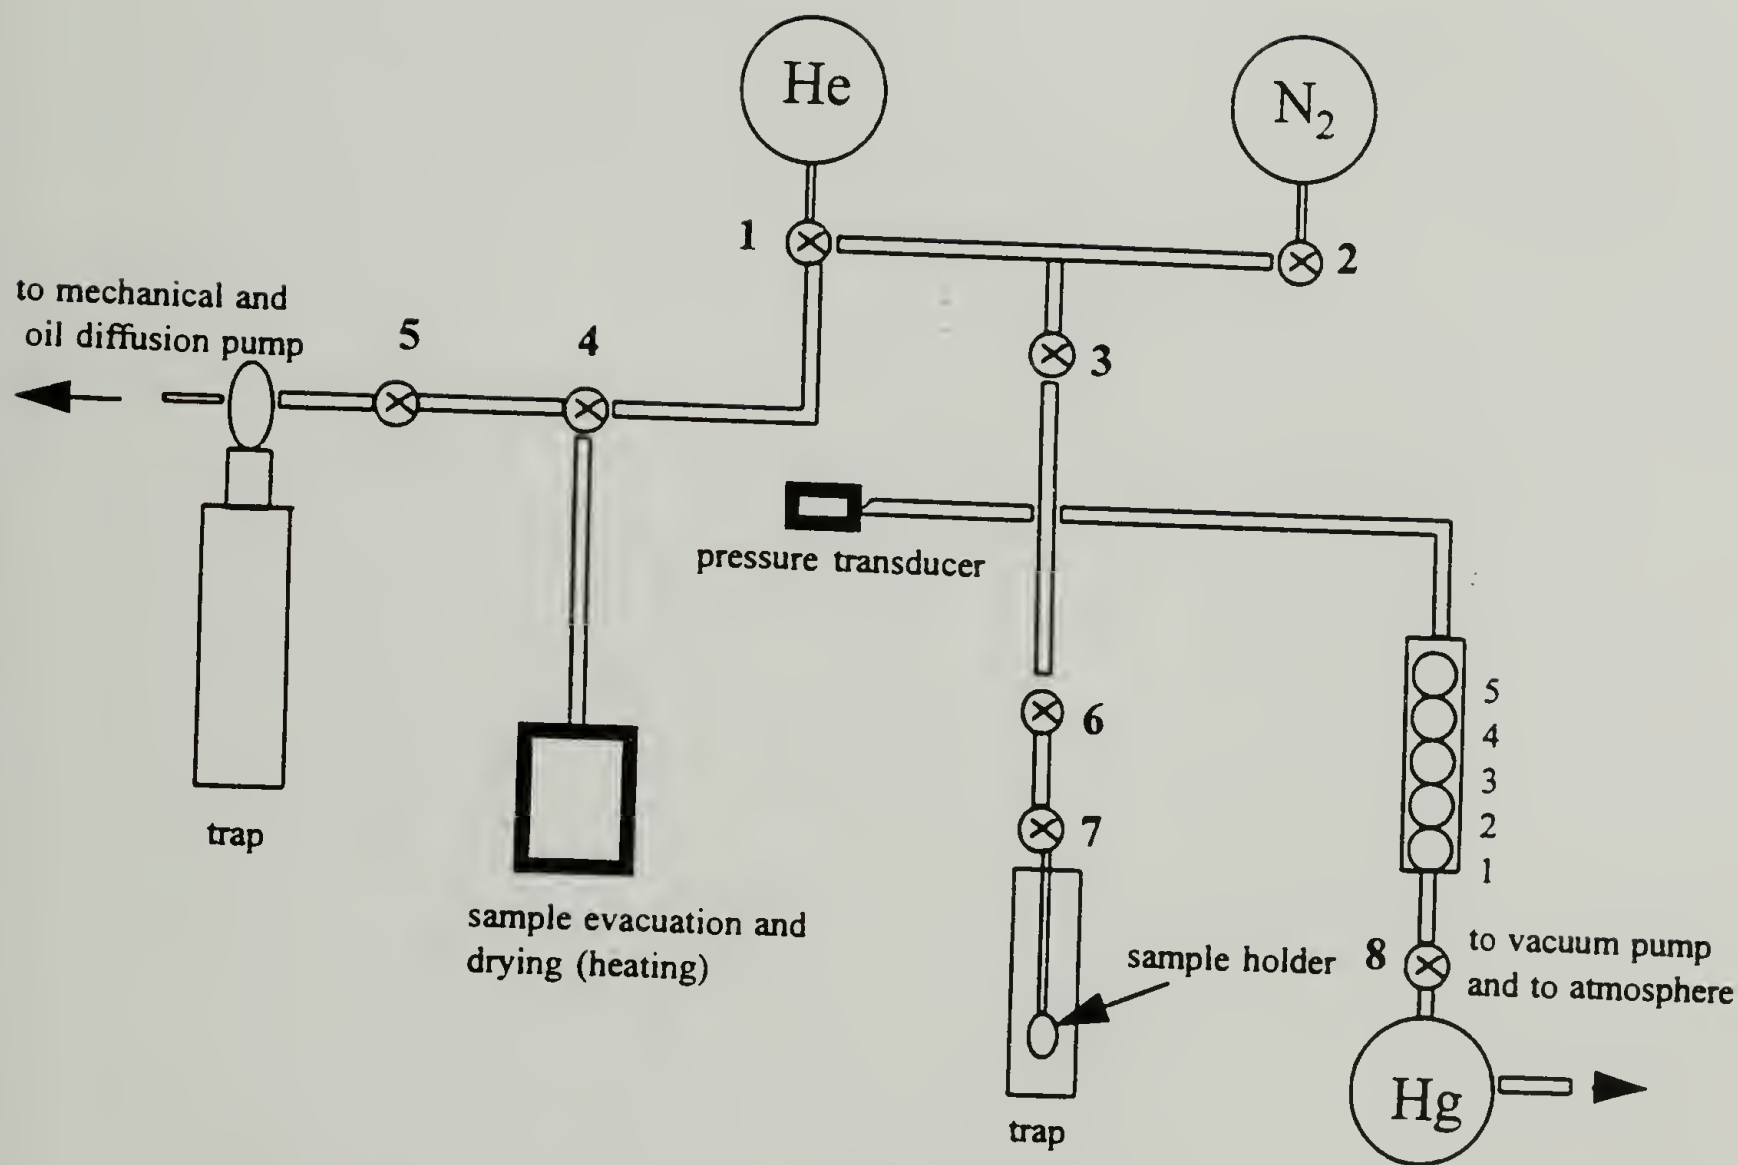 He
N2
1
2
to mechanical and
oil diffusion pump
5
4
3
pressure transducer
6
5
4
3
2
1
7
trap
sample evacuation and
drying (heating)
sample holder
8
to vacuum pump
and to atmosphere
Hg
trap